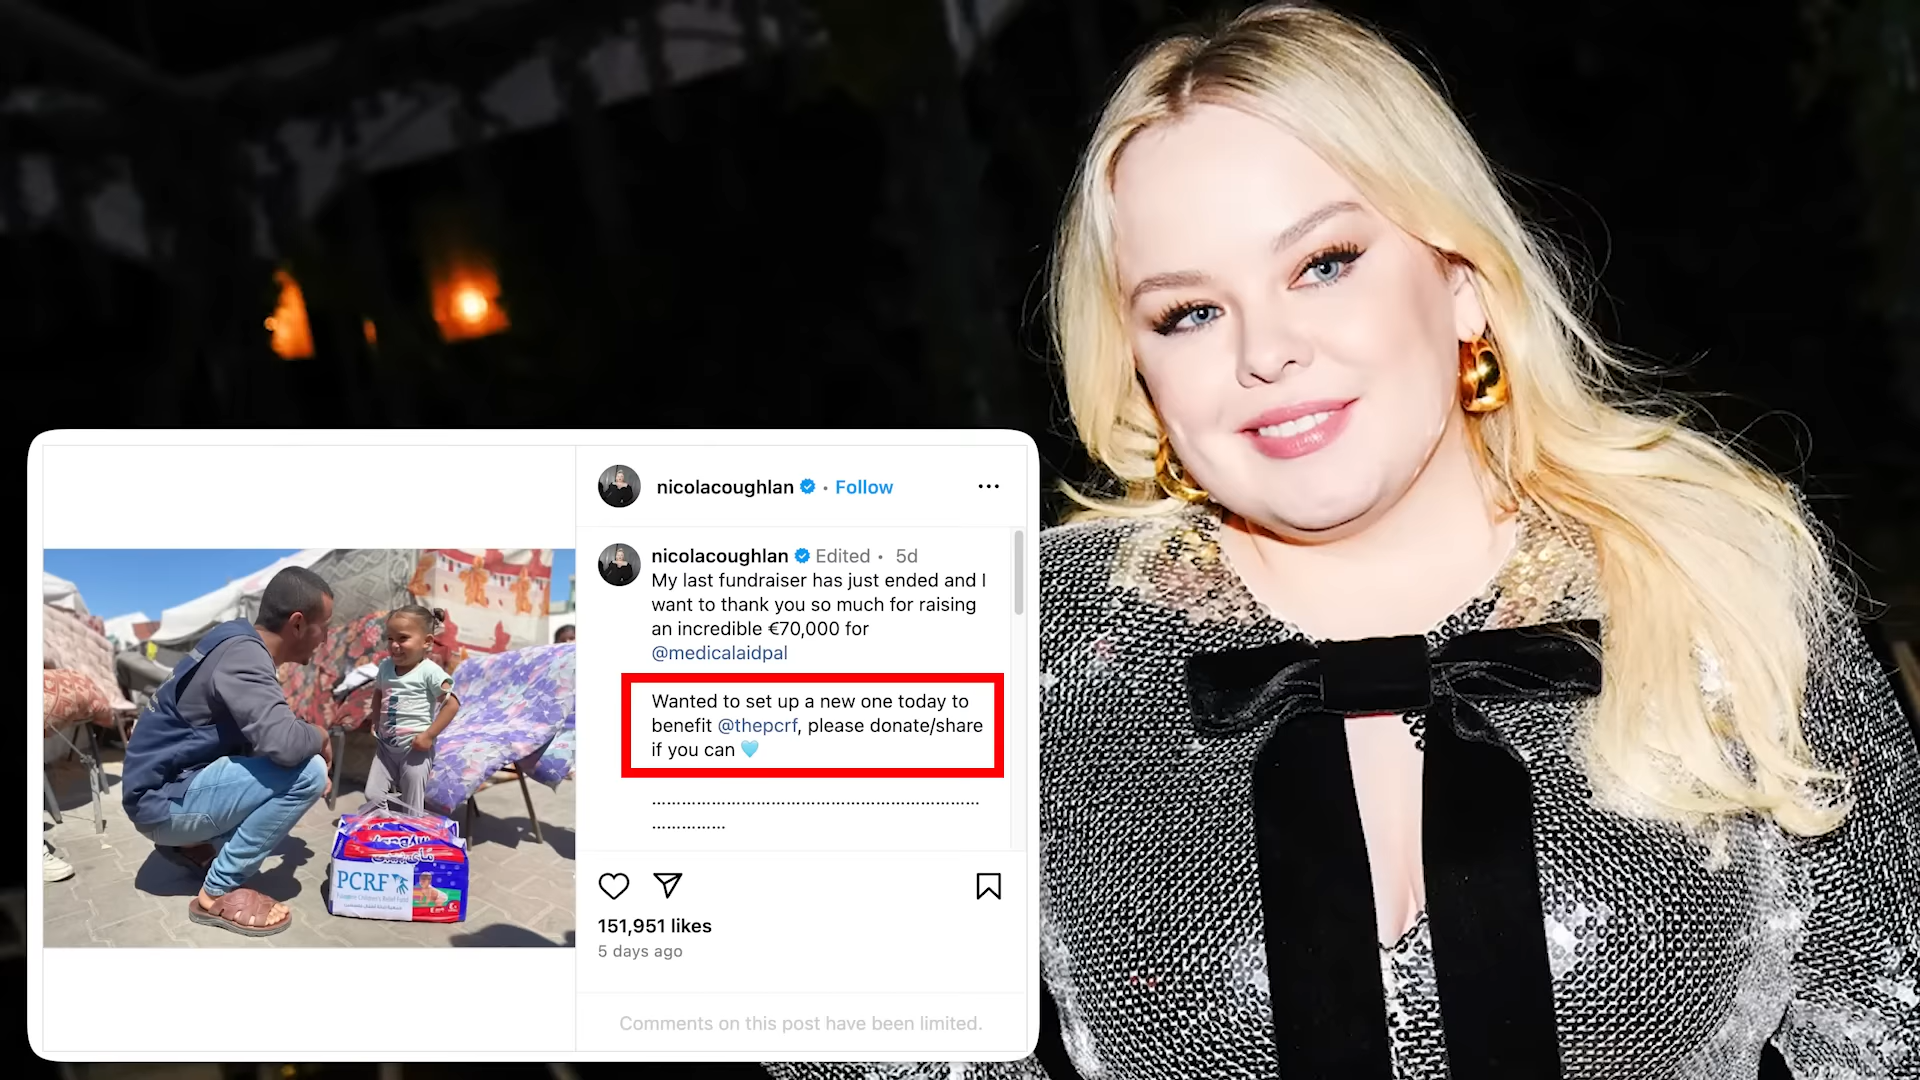 nicolacoughlan • Follow
nicolacoughlan Edited • 5d
My last fundraiser has just ended and I
want to thank you so much for raising
an incredible €70,000 for
@medicalaidpal
Wanted to set up a new one today to
benefit @thepcrf, please donate/share
if you can 🩵
................................................................
..............
151,951 likes
5 days ago
Comments on this post have been limited.
PCRF